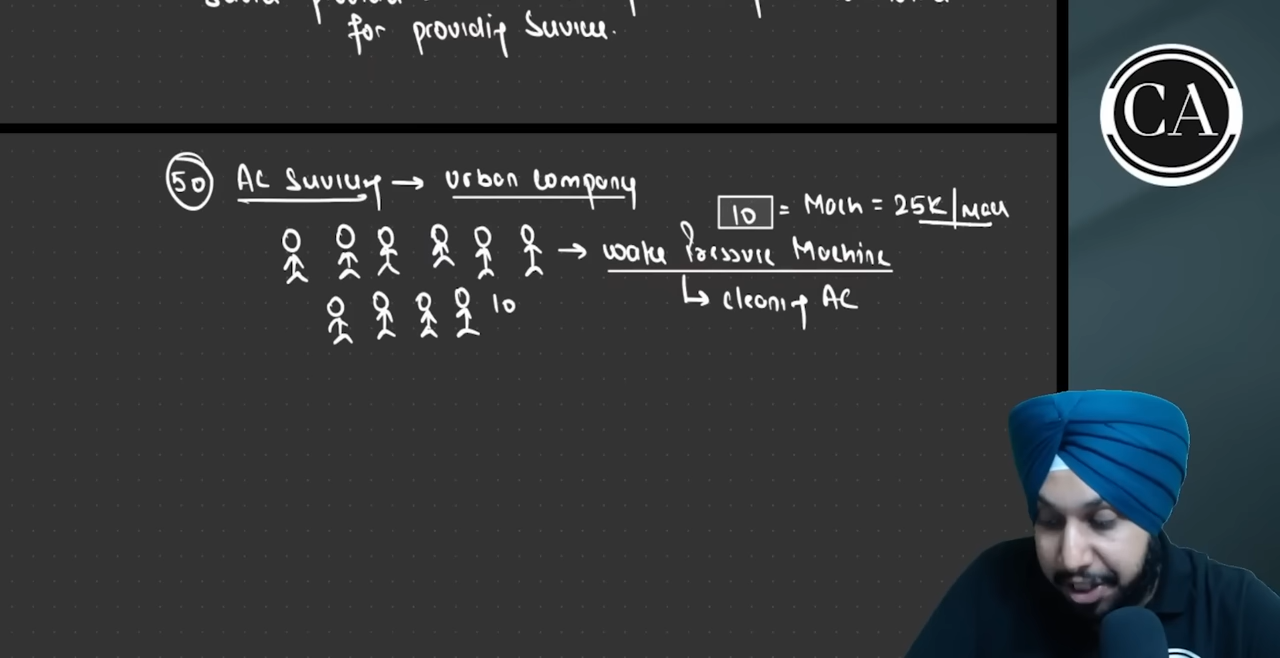 for providing Service.
CA
50 AC Servicing → Urban Company
10 = Mach = 25K/Mach
→ Water Pressure Machine
↳ cleaning AC
10